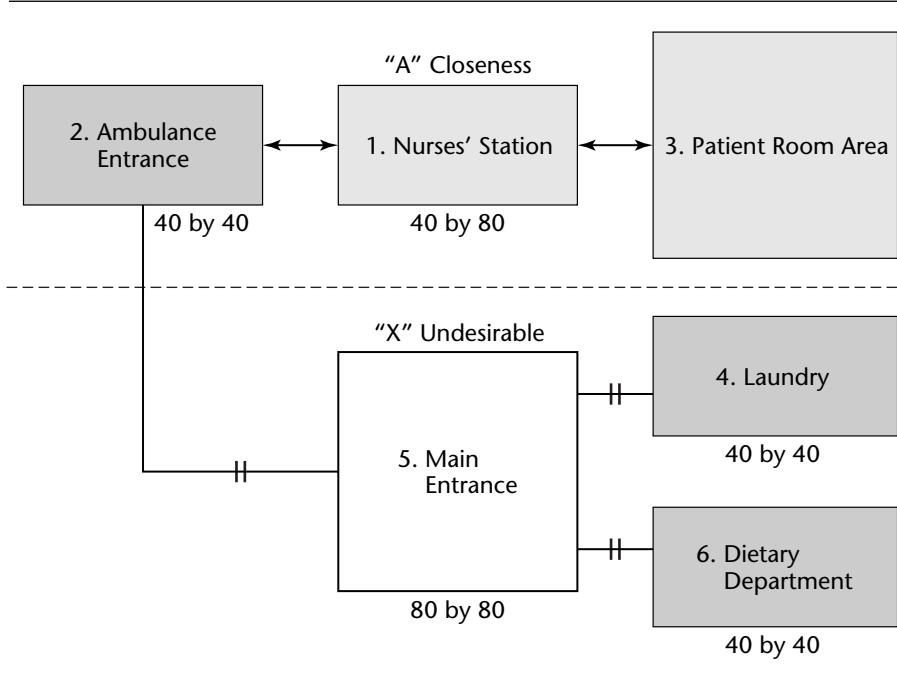 “A” Closeness
2. Ambulance
Entrance
1. Nurses’ Station
3. Patient Room Area
40 by 40
40 by 80
“X” Undesirable
4. Laundry
40 by 40
5. Main
Entrance
6. Dietary
Department
80 by 80
40 by 40